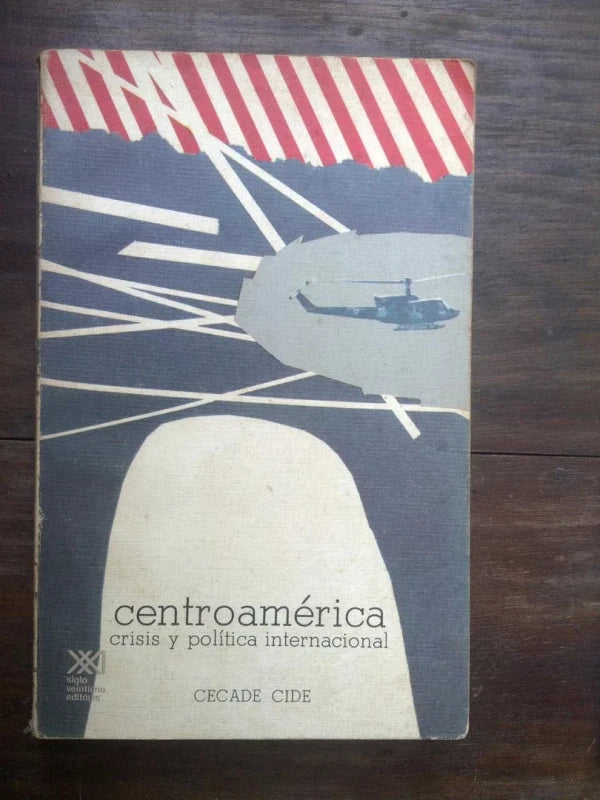 centroamérica
crisis y política internacional
siglo
veintiuno
editores
CECADE CIDE